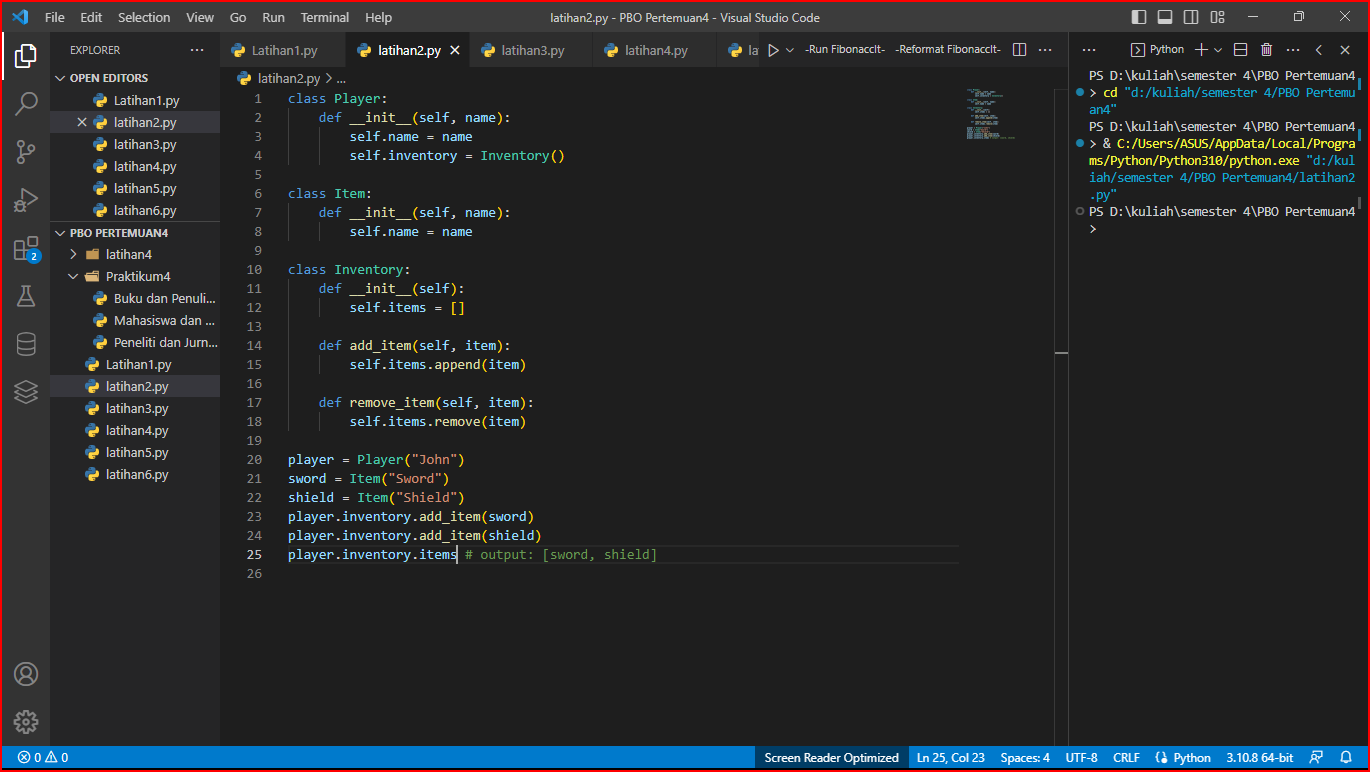 File Edit Selection View Go Run Terminal Help latihan2.py - PBO Pertemuan4 - Visual Studio Code
EXPLORER
OPEN EDITORS
Latihan1.py
latihan2.py
latihan3.py
latihan4.py
latihan5.py
latihan6.py
PBO PERTEMUAN4
latihan4
Praktikum4
Buku dan Penuli...
Mahasiswa dan ...
Peneliti dan Jurn...
Latihan1.py
latihan2.py
latihan3.py
latihan4.py
latihan5.py
latihan6.py
2
Latihan1.py latihan2.py latihan3.py latihan4.py la -Run FibonaccIt- -Reformat FibonaccIt-
latihan2.py > ...
1 class Player:
2 def __init__(self, name):
3 self.name = name
4 self.inventory = Inventory()
5
6 class Item:
7 def __init__(self, name):
8 self.name = name
9
10 class Inventory:
11 def __init__(self):
12 self.items = []
13
14 def add_item(self, item):
15 self.items.append(item)
16
17 def remove_item(self, item):
18 self.items.remove(item)
19
20 player = Player("John")
21 sword = Item("Sword")
22 shield = Item("Shield")
23 player.inventory.add_item(sword)
24 player.inventory.add_item(shield)
25 player.inventory.items # output: [sword, shield]
26
Python
PS D:\kuliah\semester 4\PBO Pertemuan4
> cd "d:/kuliah/semester 4/PBO Pertemu
an4"
PS D:\kuliah\semester 4\PBO Pertemuan4
> & C:/Users/ASUS/AppData/Local/Progra
ms/Python/Python310/python.exe "d:/kul
iah/semester 4/PBO Pertemuan4/latihan2
.py"
PS D:\kuliah\semester 4\PBO Pertemuan4
>
0 0 Screen Reader Optimized Ln 25, Col 23 Spaces: 4 UTF-8 CRLF Python 3.10.8 64-bit